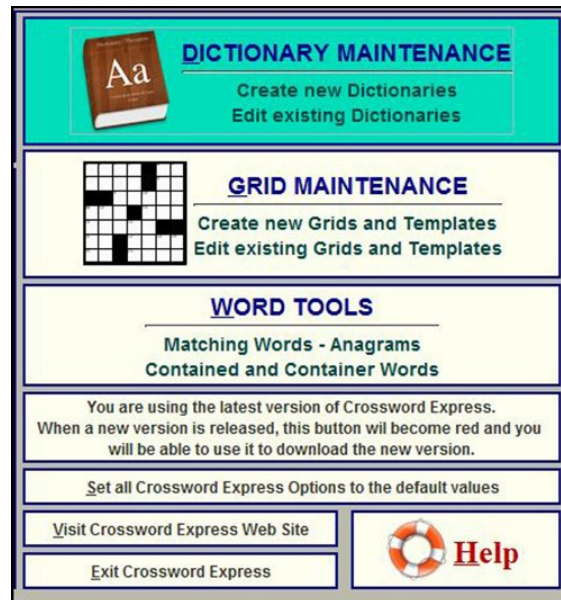 Aa
DICTIONARY MAINTENANCE
Create new Dictionaries
Edit existing Dictionaries
GRID MAINTENANCE
Create new Grids and Templates
Edit existing Grids and Templates
WORD TOOLS
Matching Words - Anagrams
Contained and Container Words
You are using the latest version of Crossword Express.
When a new version is released, this button wil become red and you
will be able to use it to download the new version.
Set all Crossword Express Options to the default values
Visit Crossword Express Web Site
Exit Crossword Express
Help